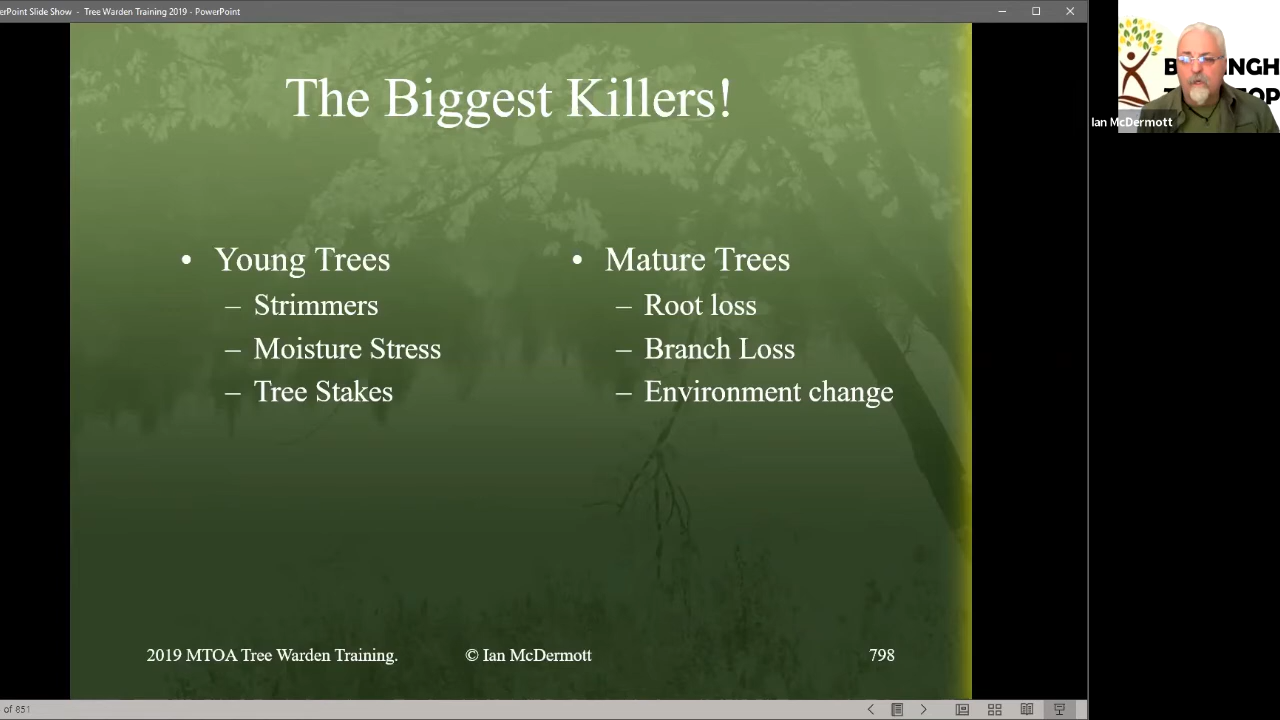 erPoint Slide Show - Tree Warden Training 2019 - PowerPoint
The Biggest Killers!
• Young Trees
– Strimmers
– Moisture Stress
– Tree Stakes
• Mature Trees
– Root loss
– Branch Loss
– Environment change
2019 MTOA Tree Warden Training.
© Ian McDermott
798
of 851
Ian McDermott